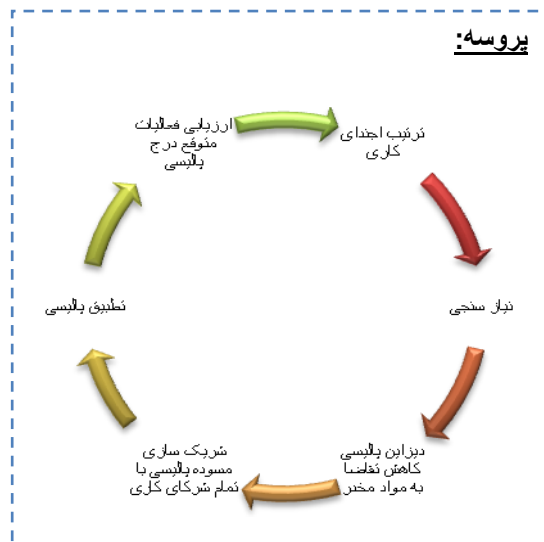 پروسه:
ترتیب اجندای
کاری
نیاز سنجی
دیزاین پالیسی
کاهش تقاضا
به مواد مخدر
شریک سازی
مسوده پالیسی با
تمام شرکای کاری
تطبیق پالیسی
ارزیابی فعالیات
متوقع درج
پالیسی